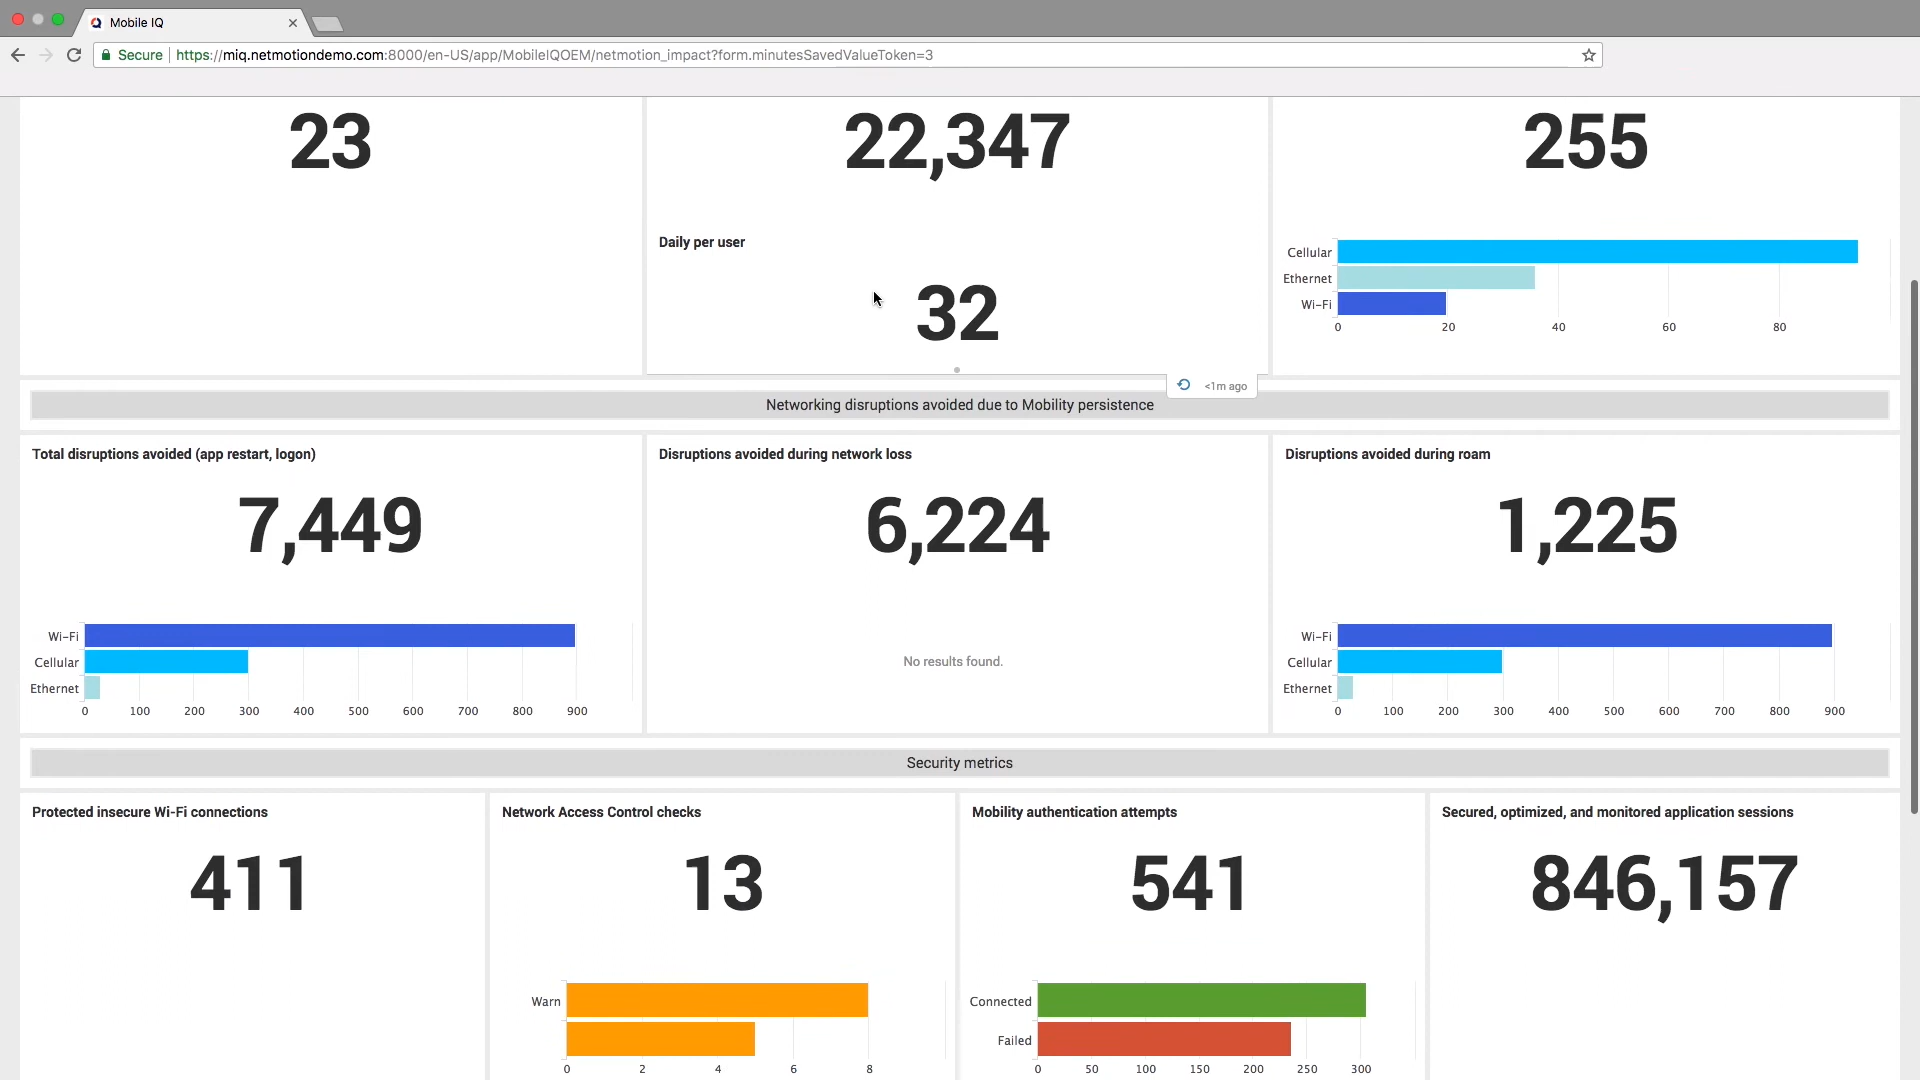 Mobile IQ
Secure https://miq.netmotiondemo.com:8000/en-US/app/MobileIQOEM/netmotion_impact?form.minutesSavedValueToken=3
23
22,347
255
Daily per user
32
Cellular
Ethernet
Wi-Fi
0 20 40 60 80
<1m ago
Networking disruptions avoided due to Mobility persistence
Total disruptions avoided (app restart, logon)
7,449
Wi-Fi
Cellular
Ethernet
0 100 200 300 400 500 600 700 800 900
Disruptions avoided during network loss
6,224
No results found.
Disruptions avoided during roam
1,225
Wi-Fi
Cellular
Ethernet
0 100 200 300 400 500 600 700 800 900
Security metrics
Protected insecure Wi-Fi connections
411
Network Access Control checks
13
Warn
0 2 4 6 8
Mobility authentication attempts
541
Connected
Failed
0 50 100 150 200 250 300
Secured, optimized, and monitored application sessions
846,157